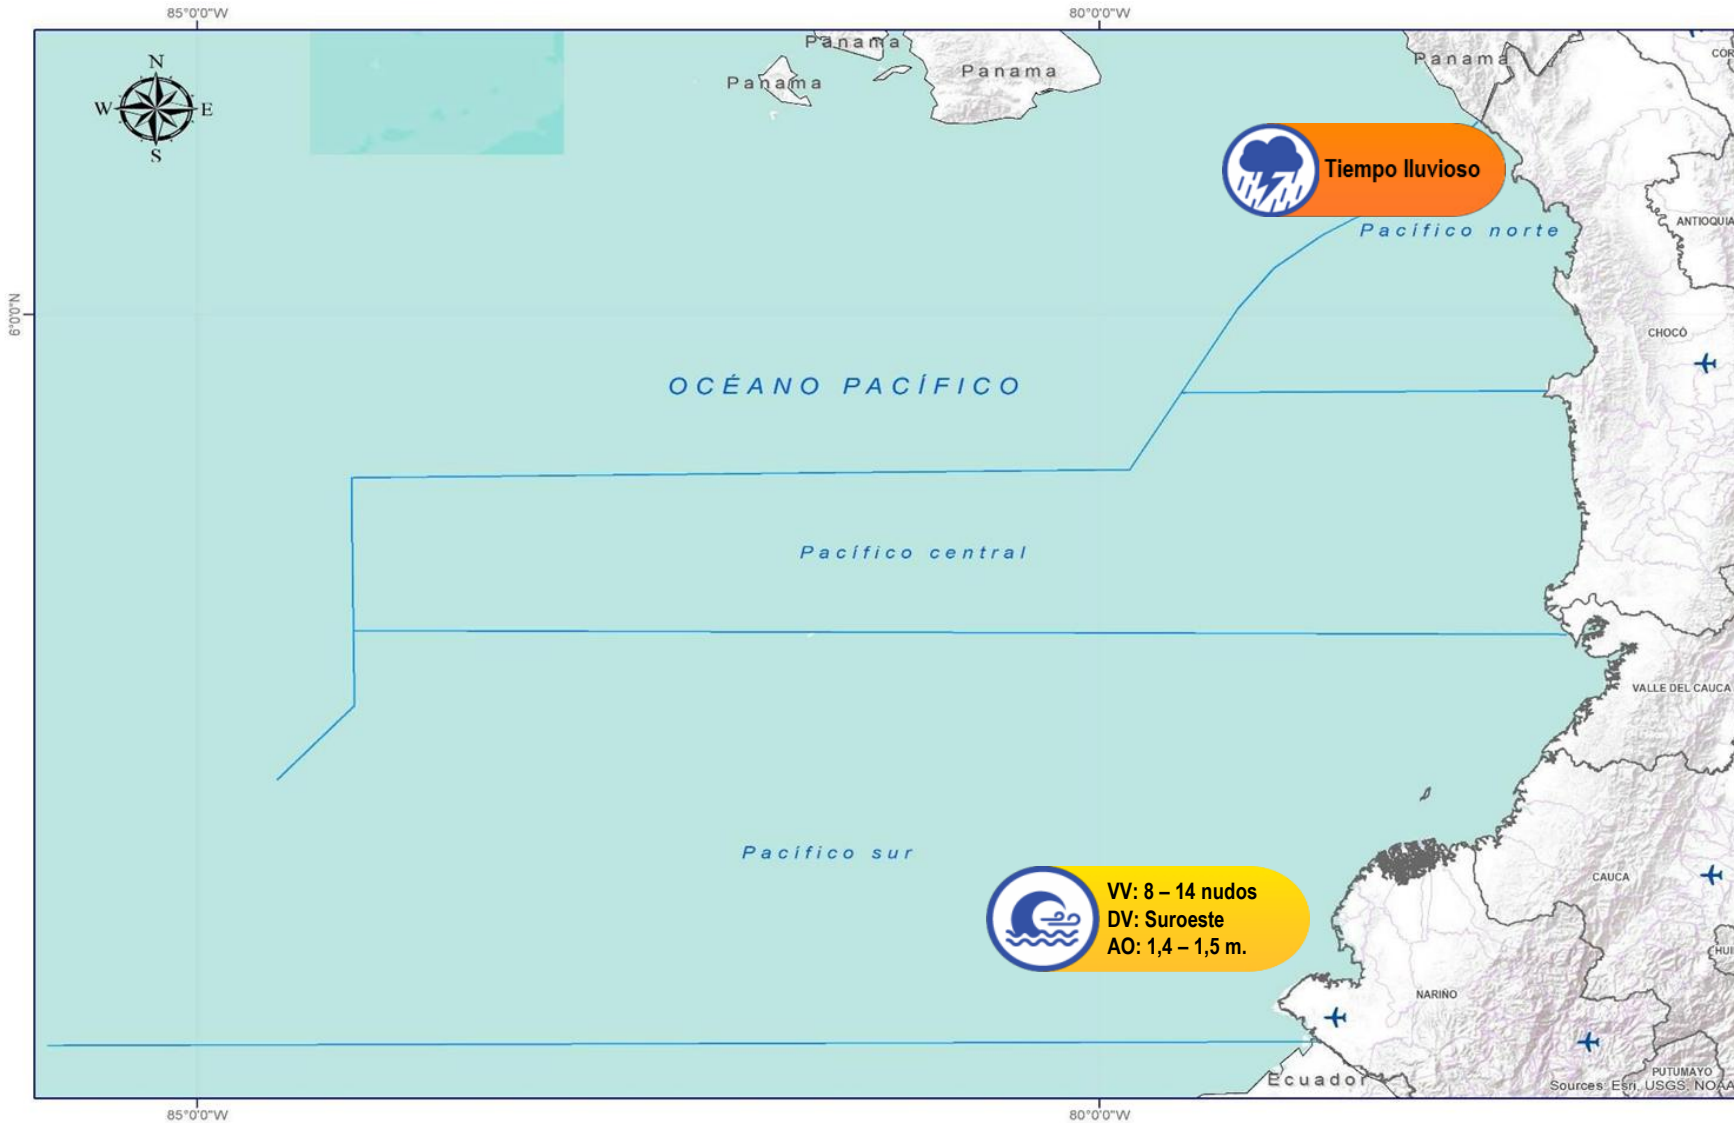 85°0'0"W
80°0'0"W
N
W
E
S
Panama
Panama
Panama
Panama
COR
Tiempo lluvioso
ANTIOQUIA
Pacífico norte
6°0'0"N
CHOCÓ
OCÉANO PACÍFICO
Pacífico central
VALLE DEL CAUCA
Pacífico sur
CAUCA
VV: 8 – 14 nudos
DV: Suroeste
AO: 1,4 – 1,5 m.
HUI
NARIÑO
PUTUMAYO
Ecuador
Sources: Esri, USGS, NOAA
85°0'0"W
80°0'0"W